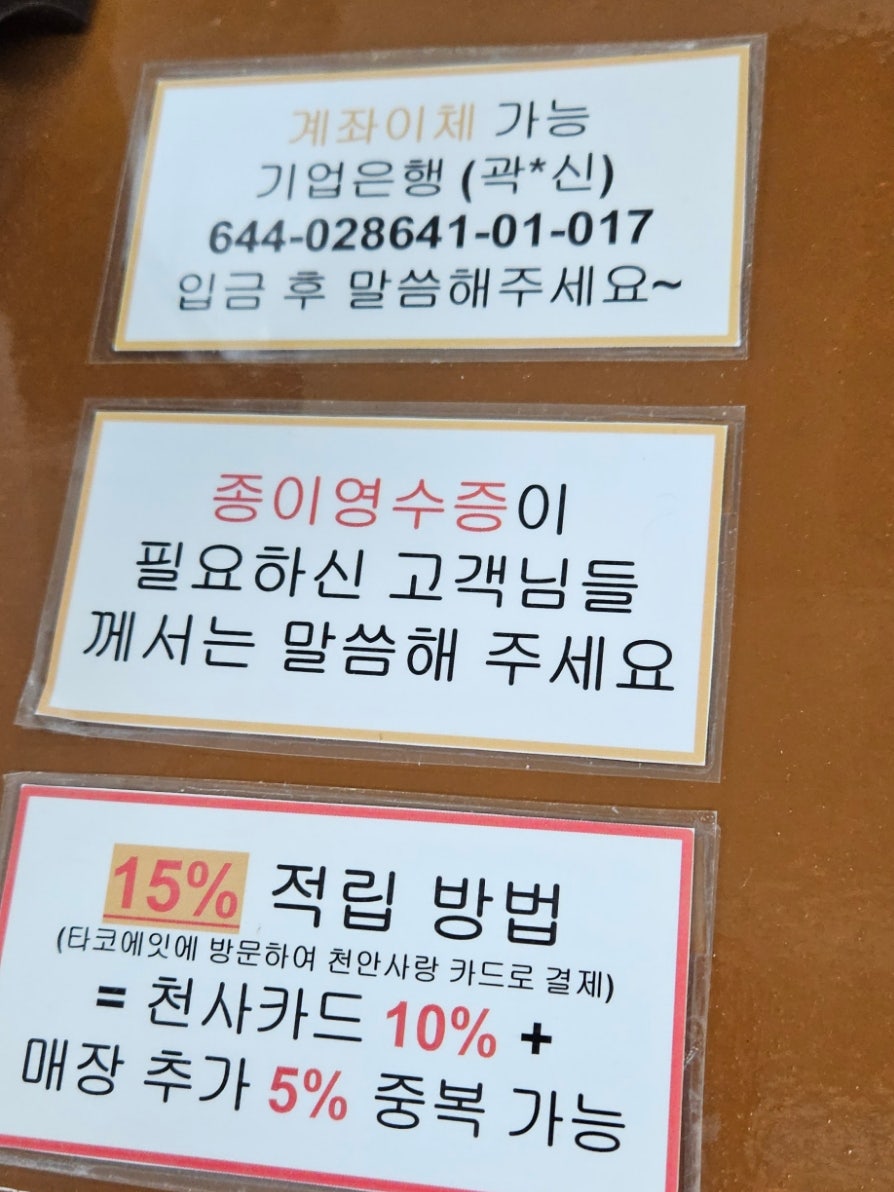 계좌이체 가능
기업은행 (곽*신)
644-028641-01-017
입금 후 말씀해주세요~
종이영수증이
필요하신 고객님들
께서는 말씀해 주세요
15% 적립 방법
(타코에잇에 방문하여 천안사랑 카드로 결제)
= 천사카드 10% +
매장 추가 5% 중복 가능